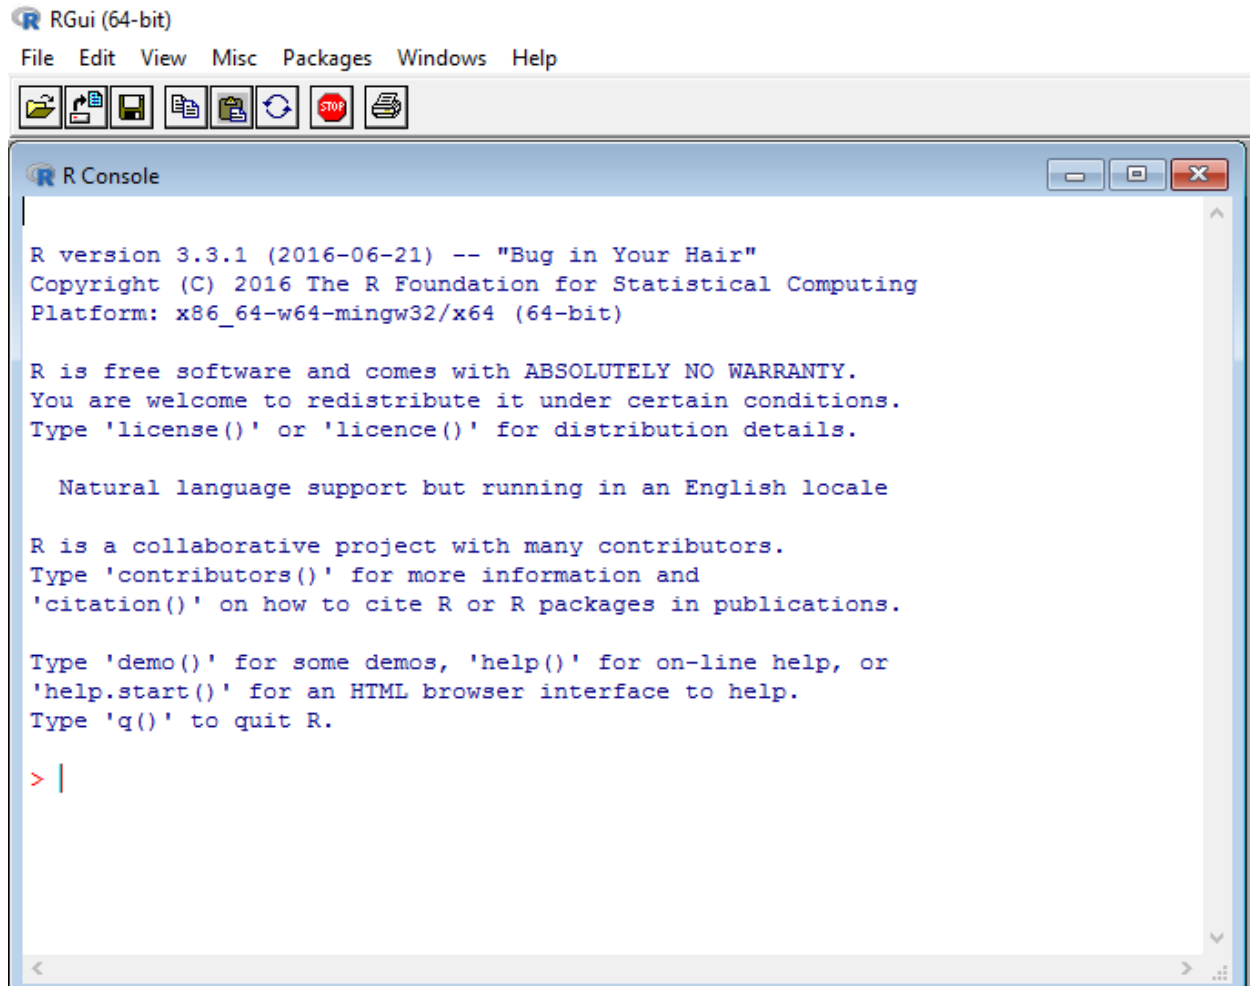 RGui (64-bit)
File Edit View Misc Packages Windows Help
STOP
R Console
R version 3.3.1 (2016-06-21) -- "Bug in Your Hair"
Copyright (C) 2016 The R Foundation for Statistical Computing
Platform: x86_64-w64-mingw32/x64 (64-bit)
R is free software and comes with ABSOLUTELY NO WARRANTY.
You are welcome to redistribute it under certain conditions.
Type 'license()' or 'licence()' for distribution details.
Natural language support but running in an English locale
R is a collaborative project with many contributors.
Type 'contributors()' for more information and
'citation()' on how to cite R or R packages in publications.
Type 'demo()' for some demos, 'help()' for on-line help, or
'help.start()' for an HTML browser interface to help.
Type 'q()' to quit R.
>